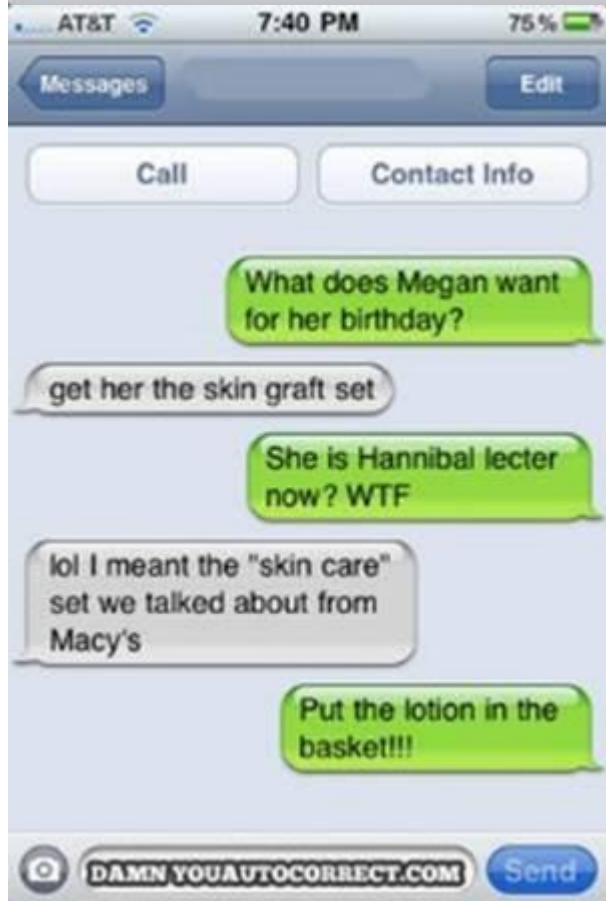 AT&T 7:40 PM 75%
Messages Edit
Call Contact Info
What does Megan want
for her birthday?
get her the skin graft set
She is Hannibal lecter
now? WTF
lol I meant the "skin care"
set we talked about from
Macy's
Put the lotion in the
basket!!!
DAMN YOU AUTOCORRECT.COM Send